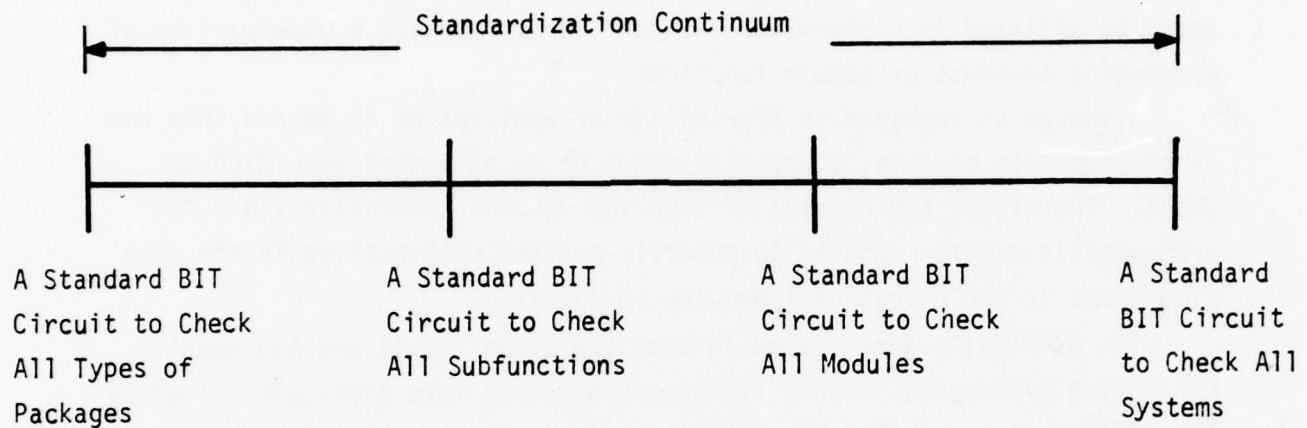 Standardization Continuum
A Standard BIT
Circuit to Check
All Types of
Packages
A Standard BIT
Circuit to Check
All Subfunctions
A Standard BIT
Circuit to Check
All Modules
A Standard
BIT Circuit
to Check All
Systems